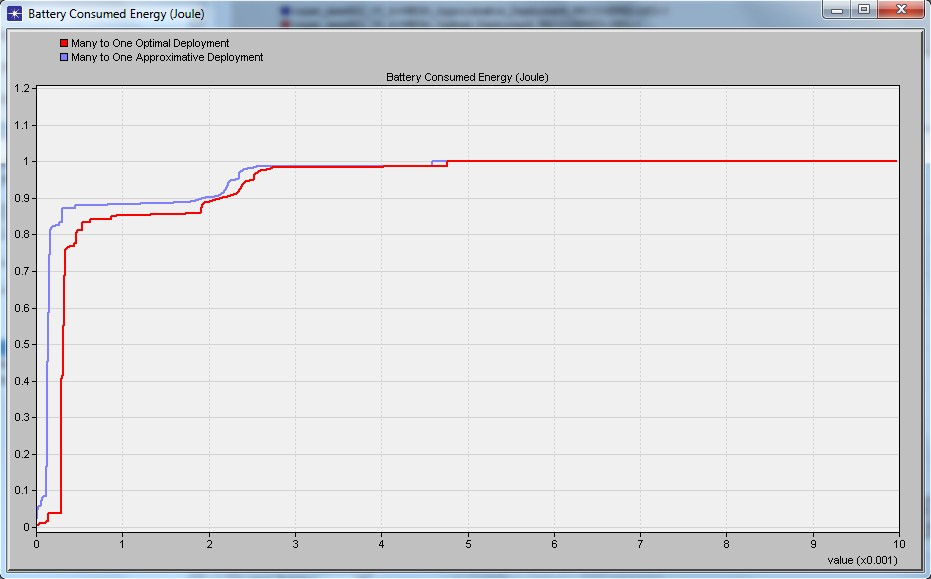 Battery Consumed Energy (Joule)
Many to One Optimal Deployment
Many to One Approximative Deployment
Battery Consumed Energy (Joule)
1.2
1.1
1
0.9
0.8
0.7
0.6
0.5
0.4
0.3
0.2
0.1
0
0 1 2 3 4 5 6 7 8 9 10
value (x0.001)